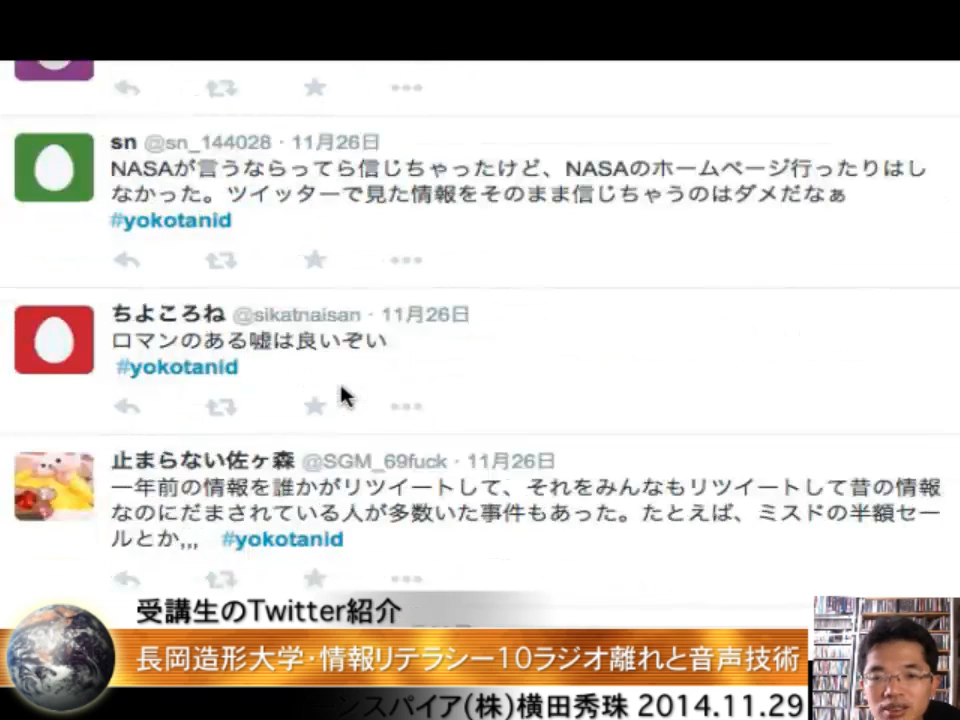 sn @sn_144028 · 11月26日
NASAが言うならってら信じちゃったけど、NASAのホームページ行ったりはし
なかった。ツイッターで見た情報をそのまま信じちゃうのはダメだなぁ
#yokotanid
ちよころね @sikatnaisan · 11月26日
ロマンのある嘘は良いぞい
#yokotanid
止まらない佐ヶ森 @SGM_69fuck · 11月26日
一年前の情報を誰かがリツイートして、それをみんなもリツイートして昔の情報
なのにだまされている人が多数いた事件もあった。たとえば、ミスドの半額セー
ルとか,,, #yokotanid
受講生のTwitter紹介
長岡造形大学・情報リテラシー10ラジオ離れと音声技術
ーンスパイア(株)横田秀珠 2014.11.29